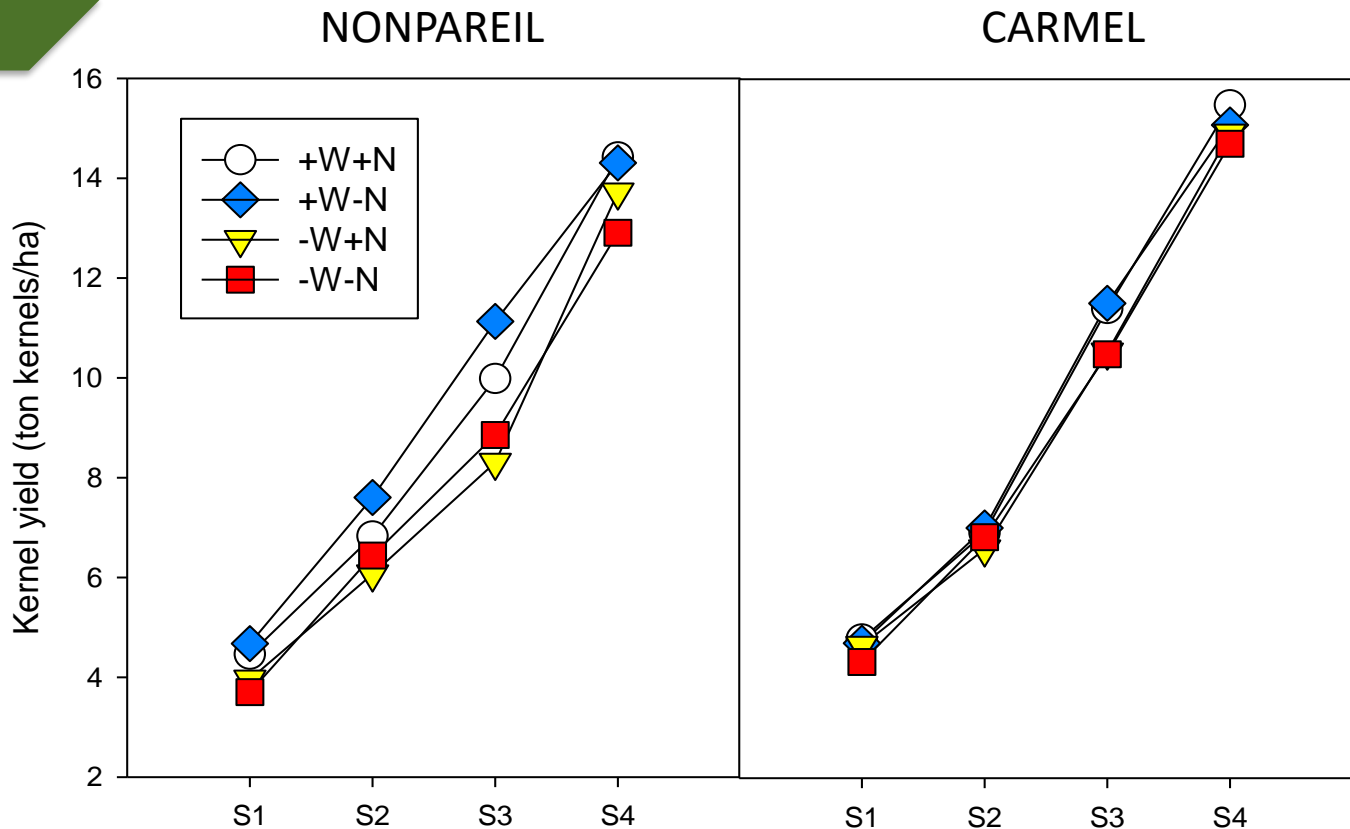 NONPAREIL
CARMEL
Kernel yield (ton kernels/ha)
16
14
12
10
8
6
4
2
+W+N
+W-N
-W+N
-W-N
S1 S2 S3 S4
S1 S2 S3 S4